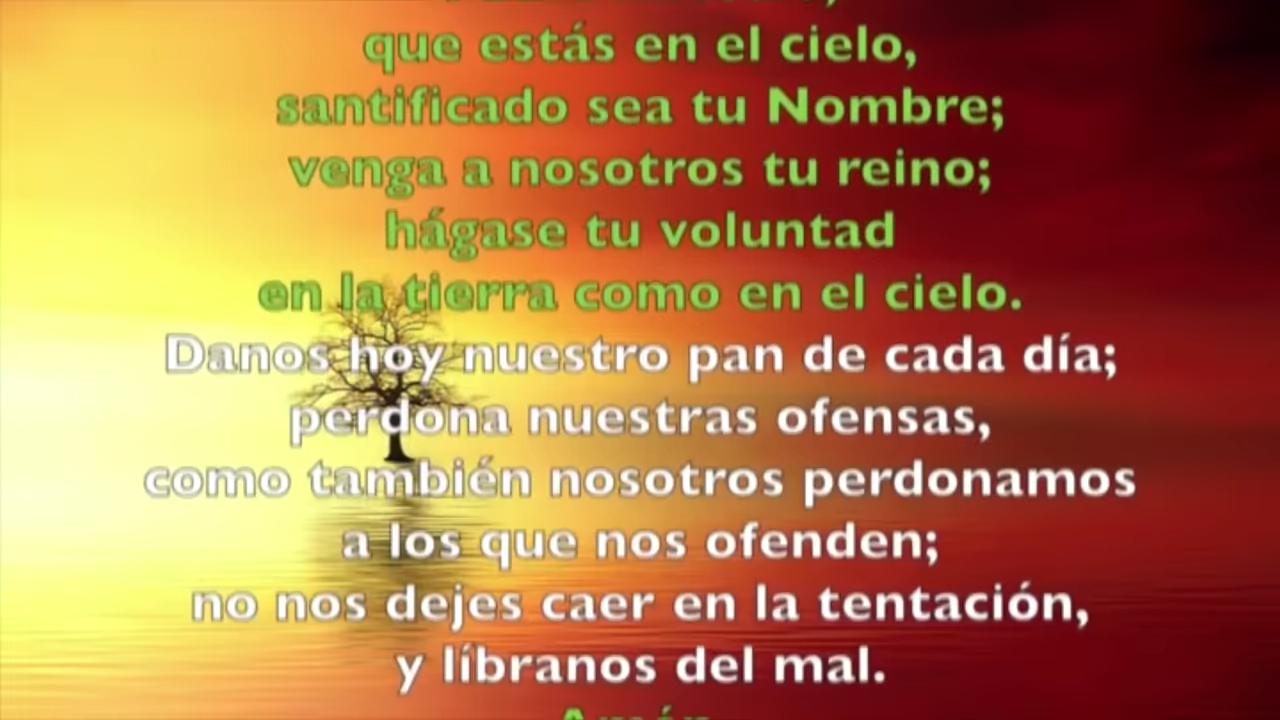 que estás en el cielo,
santificado sea tu Nombre;
venga a nosotros tu reino;
hágase tu voluntad
en la tierra como en el cielo.
Danos hoy nuestro pan de cada día;
perdona nuestras ofensas,
como también nosotros perdonamos
a los que nos ofenden;
no nos dejes caer en la tentación,
y líbranos del mal.